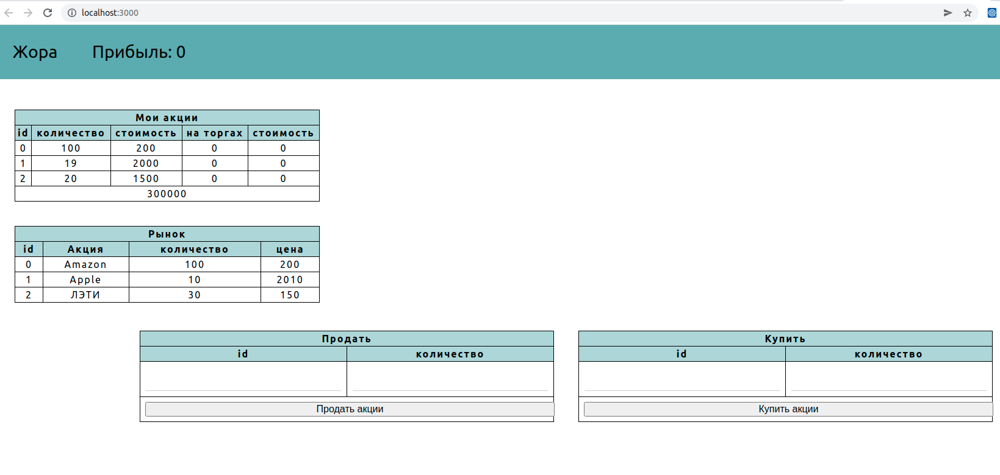 localhost:3000
Жора Прибыль: 0
Мои акции
id количество стоимость на торгах стоимость
0 100 200 0 0
1 19 2000 0 0
2 20 1500 0 0
300000
Рынок
id Акция количество цена
0 Amazon 100 200
1 Apple 10 2010
2 ЛЭТИ 30 150
Продать Купить
id количество id количество
Продать акции Купить акции